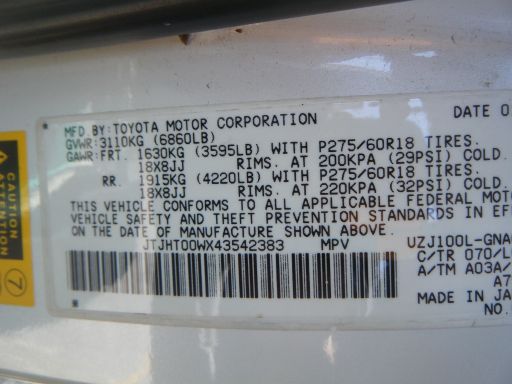 MFD.BY:TOYOTA MOTOR CORPORATION DATE
GVWR:3110KG (6860LB)
GAWR:FRT. 1630KG (3595LB) WITH P275/60R18 TIRES.
18X8JJ RIMS. AT 200KPA (29PSI) COLD.
RR. 1915KG (4220LB) WITH P275/60R18 TIRES.
18X8JJ RIMS. AT 220KPA (32PSI) COLD.
THIS VEHICLE CONFORMS TO ALL APPLICABLE FEDERAL
VEHICLE SAFETY AND THEFT PREVENTION STANDARDS IN
ON THE DATE OF MANUFACTURE SHOWN ABOVE.
JTJHT00WX43542383 MPV UZJ100L-GNA
C/TR 070/L
A/TM A03A/
A7
MADE IN JA
NO.
CAUTION
7